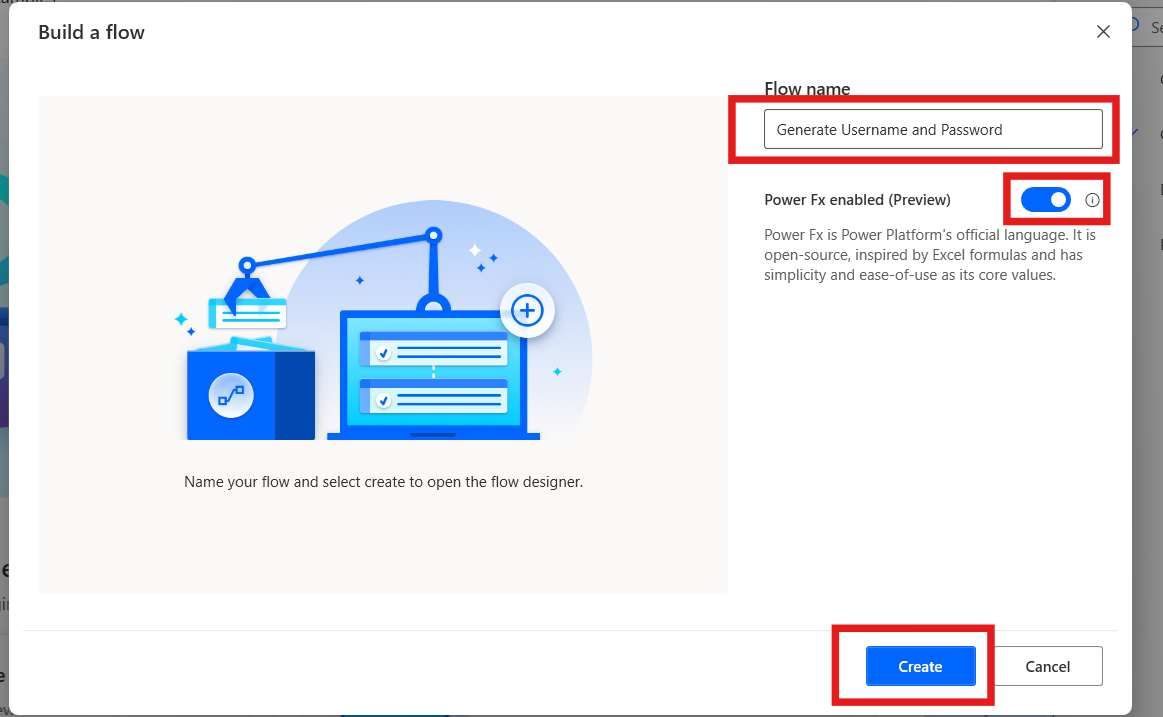 Build a flow
Flow name
Generate Username and Password
Power Fx enabled (Preview)
Power Fx is Power Platform's official language. It is
open-source, inspired by Excel formulas and has
simplicity and ease-of-use as its core values.
Name your flow and select create to open the flow designer.
Create
Cancel